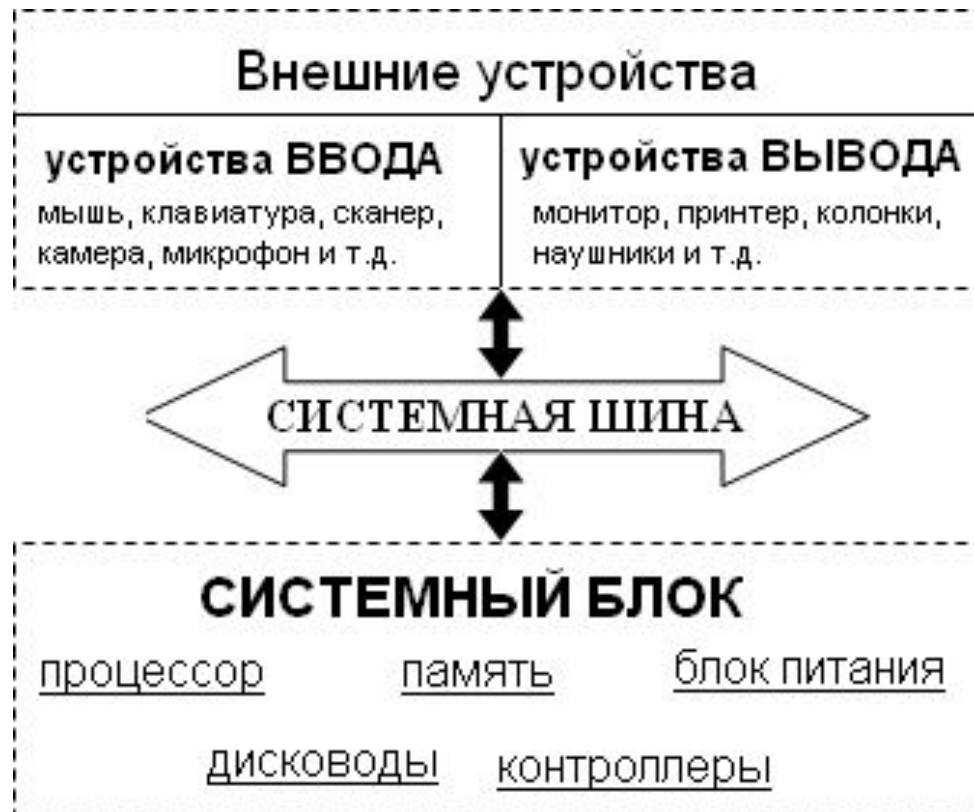 Внешние устройства
устройства ВВОДА
мышь, клавиатура, сканер,
камера, микрофон и т.д.
устройства ВЫВОДА
монитор, принтер, колонки,
наушники и т.д.
СИСТЕМНАЯ ШИНА
СИСТЕМНЫЙ БЛОК
процессор память блок питания
дисководы контроллеры